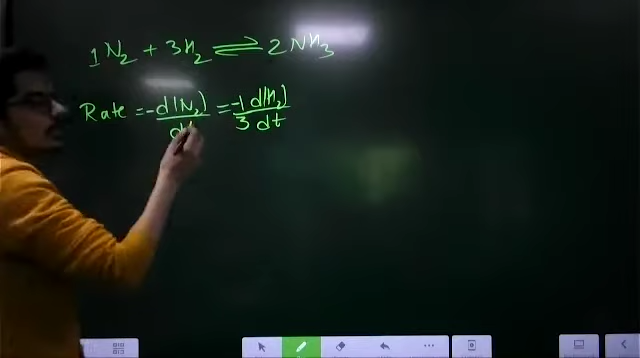 1N₂ + 3H₂ ⇌ 2NH₃
Rate = -d(N₂)/dt = -1 d(H₂)/3 dt